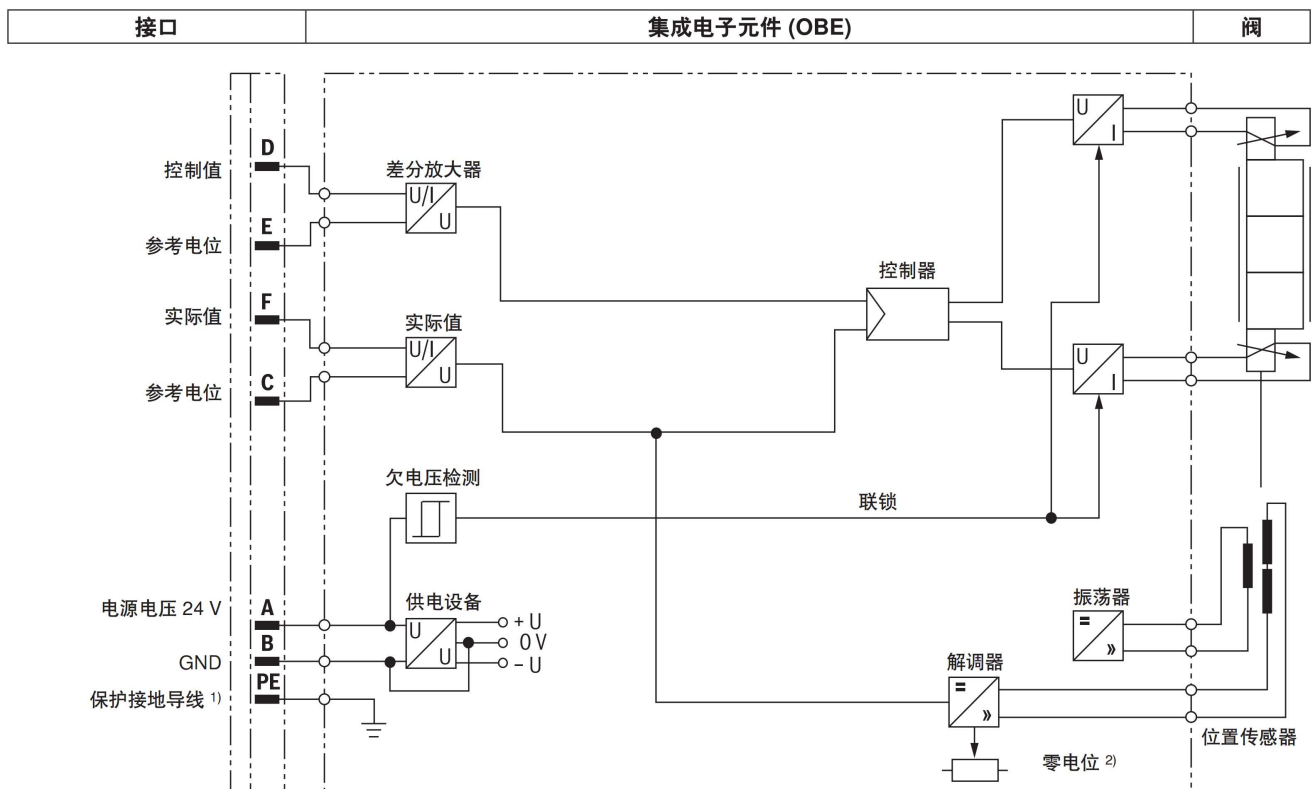 接口
集成电子元件 (OBE)
阀
D
控制值
差分放大器
U/I
U
E
参考电位
U
I
控制器
F
实际值
实际值
U/I
U
C
参考电位
U
I
欠电压检测
联锁
电源电压 24 V
A
供电设备
U
U
+ U
0 V
– U
B
GND
PE
保护接地导线 1)
振荡器
=
»
解调器
=
»
位置传感器
零电位 2)